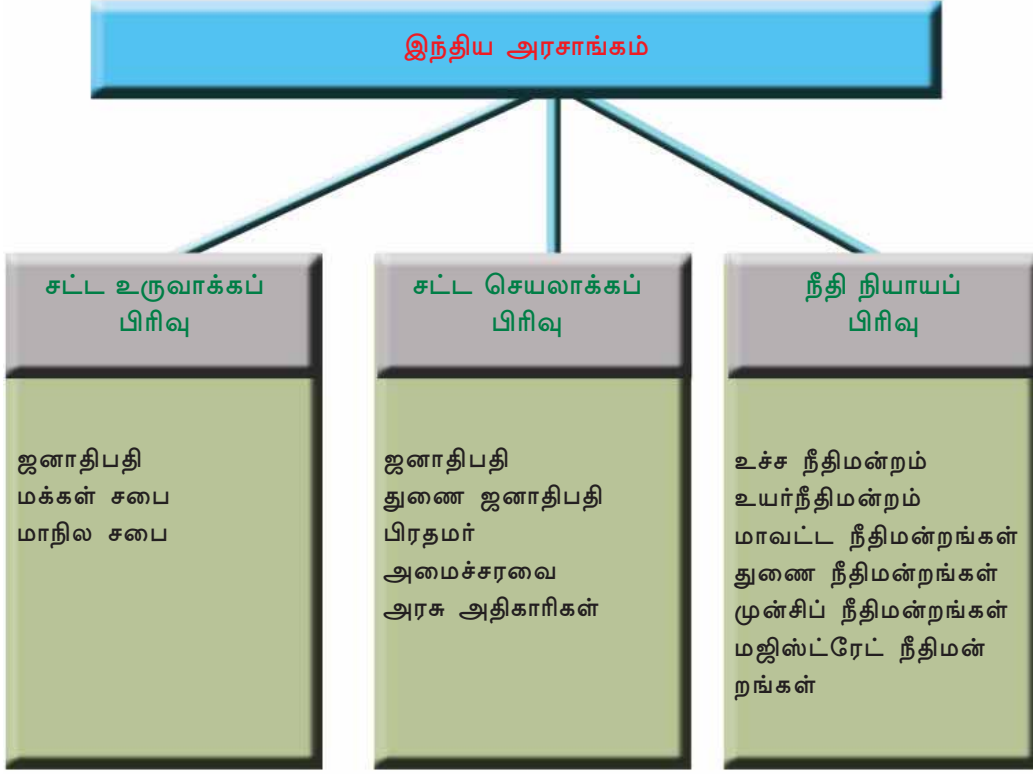 இந்திய அரசாங்கம்
சட்ட உருவாக்கப்
பிரிவு
ஜனாதிபதி
மக்கள் சபை
மாநில சபை
சட்ட செயலாக்கப்
பிரிவு
ஜனாதிபதி
துணை ஜனாதிபதி
பிரதமர்
அமைச்சரவை
அரசு அதிகாரிகள்
நீதி நியாயப்
பிரிவு
உச்ச நீதிமன்றம்
உயர்நீதிமன்றம்
மாவட்ட நீதிமன்றங்கள்
துணை நீதிமன்றங்கள்
முன்சிப் நீதிமன்றங்கள்
மஜிஸ்ட்ரேட் நீதிமன்
றங்கள்